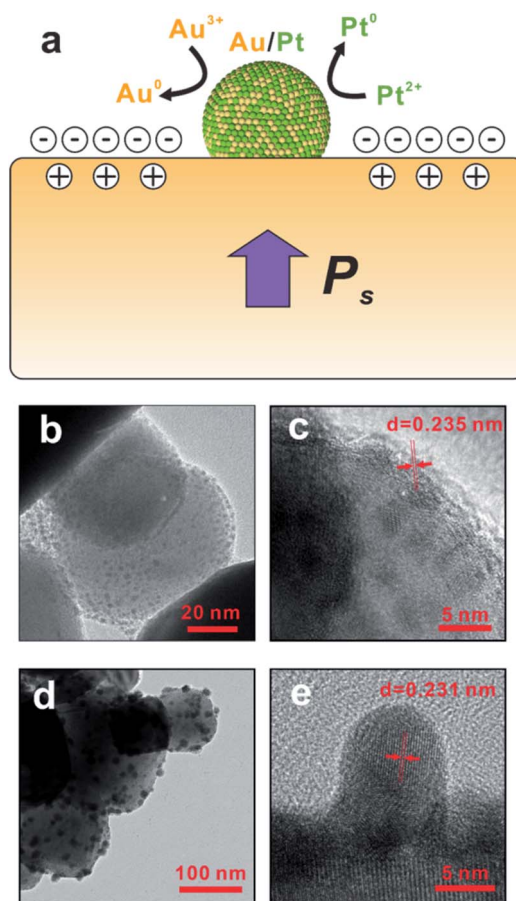 a
Au³⁺ Au/Pt Pt⁰
Au⁰ Pt²⁺
− − − − − − − − − −
+ + + + + +
Pₛ
b
20 nm
c
d=0.235 nm
5 nm
d
100 nm
e
d=0.231 nm
5 nm